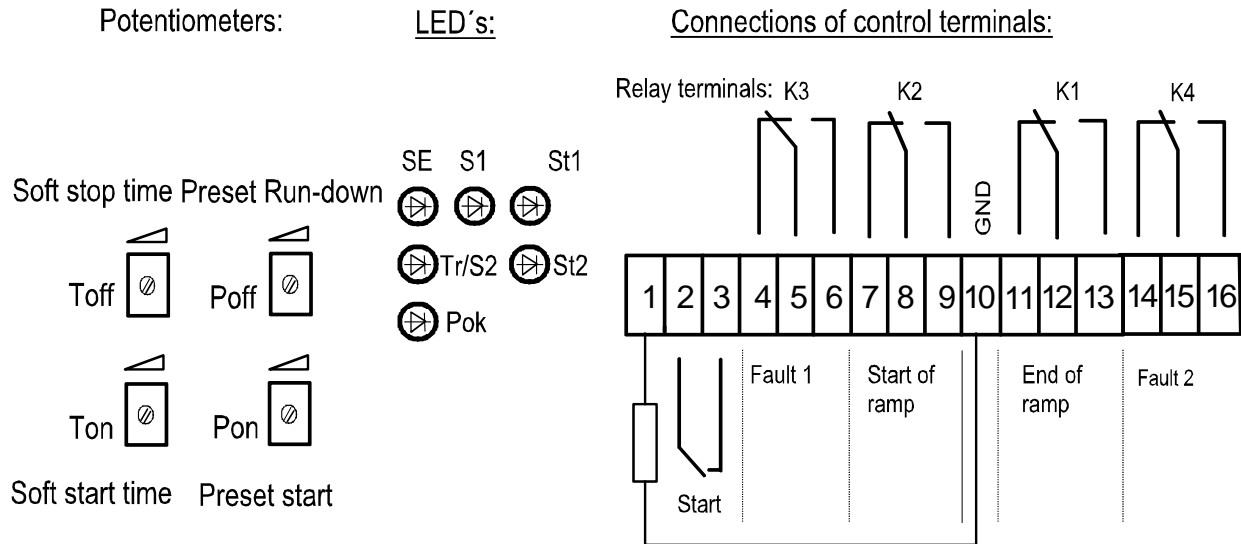 Potentiometers:
LED´s:
Connections of control terminals:
Relay terminals: K3 K2 K1 K4
SE S1 St1
Soft stop time Preset Run-down
GND
Toff Poff
Tr/S2 St2
Pok
1 2 3 4 5 6 7 8 9 10 11 12 13 14 15 16
Fault 1
Start of
ramp
End of
ramp
Fault 2
Ton Pon
Soft start time Preset start
Start